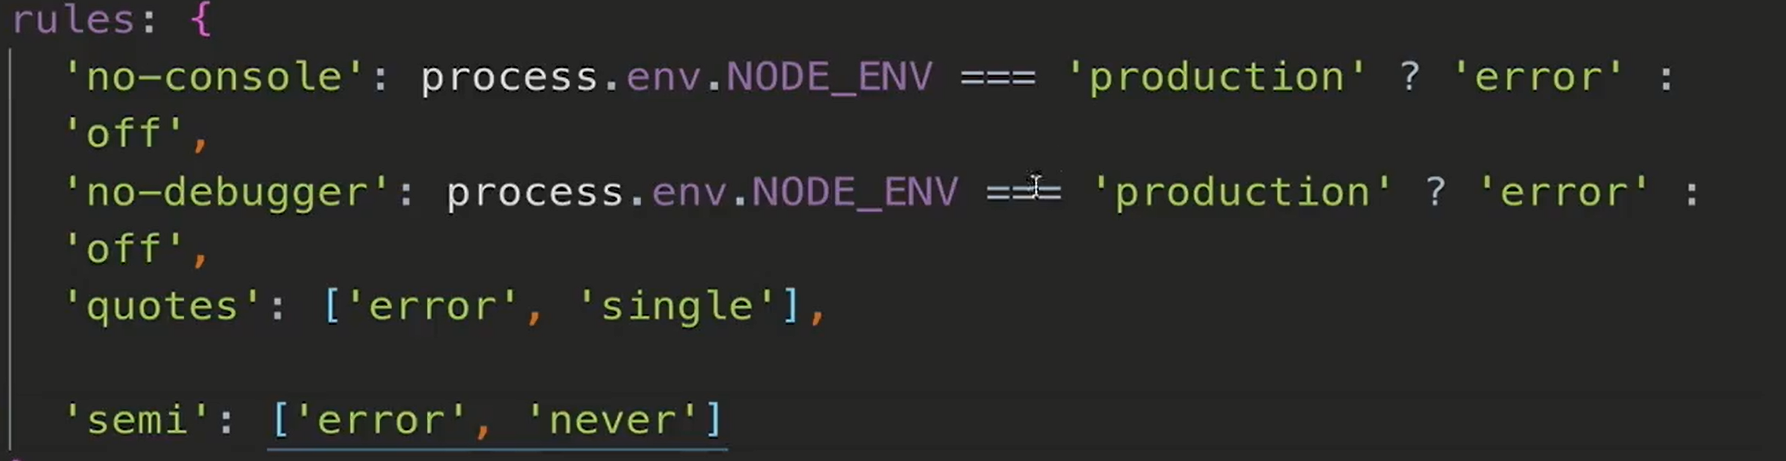 rules: {
'no-console': process.env.NODE_ENV === 'production' ? 'error' :
'off',
'no-debugger': process.env.NODE_ENV === 'production' ? 'error' :
'off',
'quotes': ['error', 'single'],
'semi': ['error', 'never']